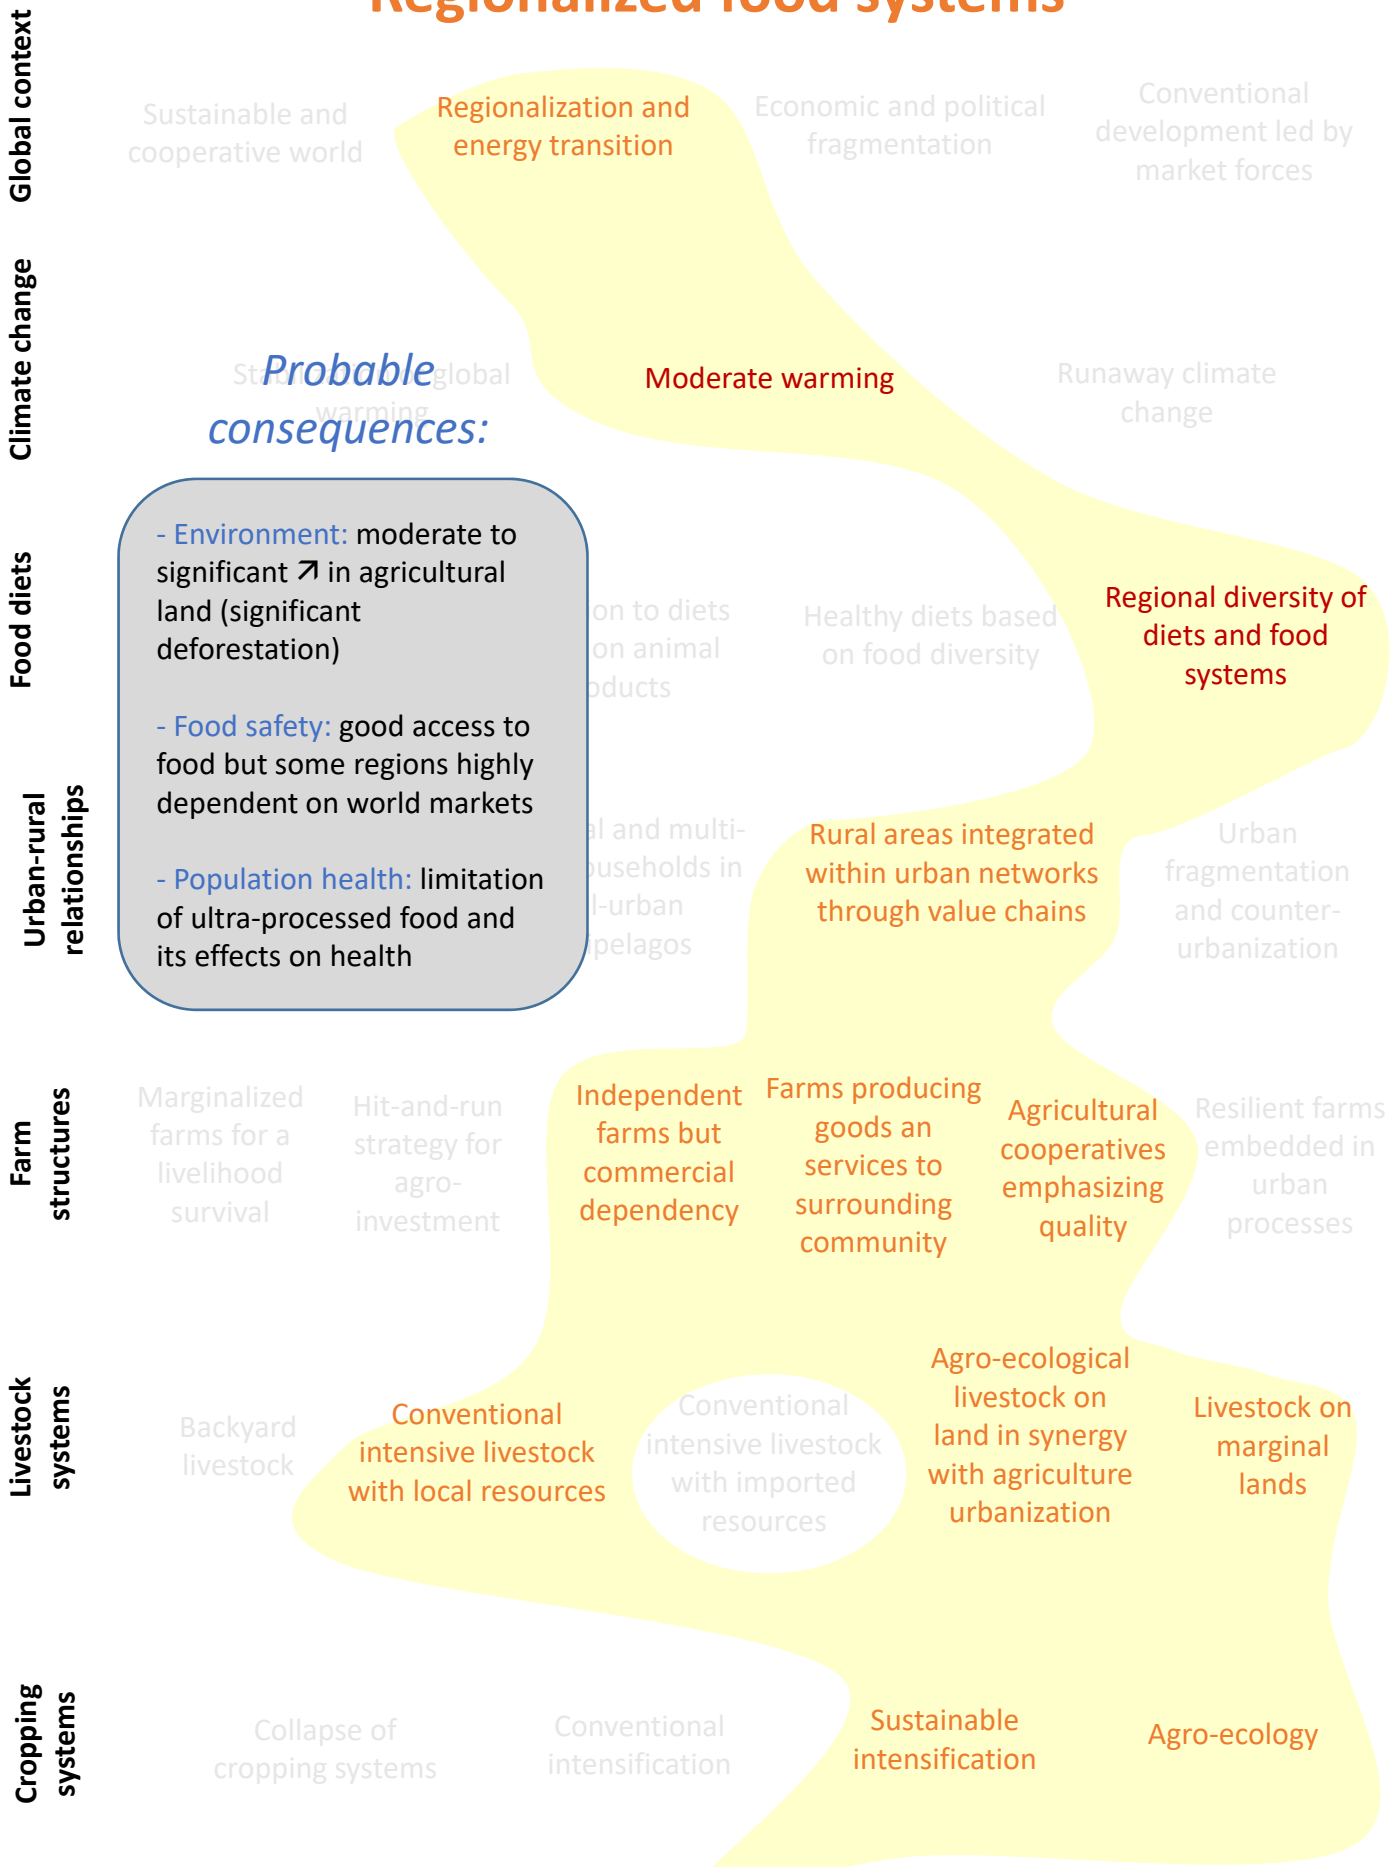 Regionalized food systems
Global context
Sustainable and
cooperative world
Regionalization and
energy transition
Economic and political
fragmentation
Conventional
development led by
market forces
Climate change
global
warming
Probable
consequences:
Moderate warming
Runaway climate
change
- Environment: moderate to
significant ↗ in agricultural
land (significant
deforestation)
- Food safety: good access to
food but some regions highly
dependent on world markets
- Population health: limitation
of ultra-processed food and
its effects on health
Food diets
to diets
on animal
Healthy diets based
on food diversity
Regional diversity of
diets and food
systems
Urban-rural
relationships
and multi-
in
Rural areas integrated
within urban networks
through value chains
Urban
fragmentation
and counter-
urbanization
Farm
structures
Marginalized
farms for a
livelihood
survival
Hit-and-run
strategy for
agro-
investment
Independent
farms but
commercial
dependency
Farms producing
goods an
services to
surrounding
community
Agricultural
cooperatives
emphasizing
quality
Resilient farms
embedded in
urban
processes
Livestock
systems
Backyard
livestock
Conventional
intensive livestock
with local resources
Conventional
intensive livestock
with imported
resources
Agro-ecological
livestock on
land in synergy
with agriculture
urbanization
Livestock on
marginal
lands
Cropping
systems
Collapse of
cropping systems
Conventional
intensification
Sustainable
intensification
Agro-ecology